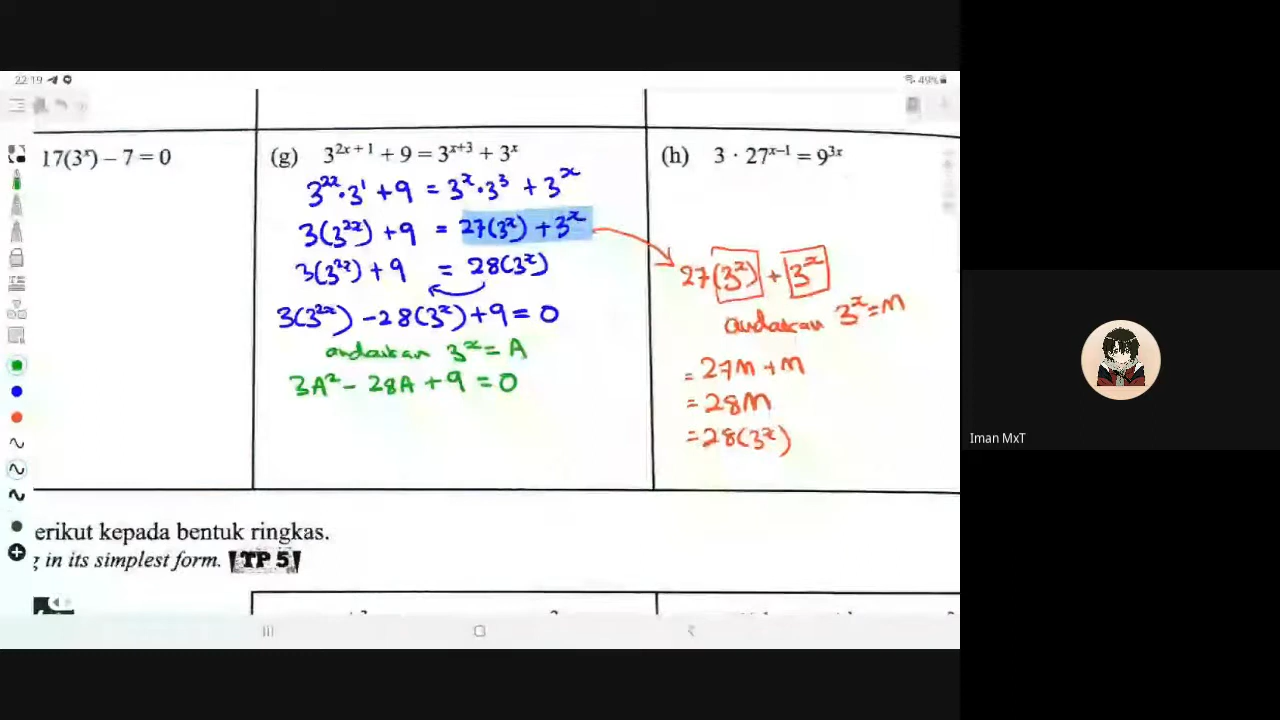 22:19
49%
17(3ˣ) – 7 = 0
(g) 3²ˣ⁺¹ + 9 = 3ˣ⁺³ + 3ˣ
3²ˣ·3¹ + 9 = 3ˣ·3³ + 3ˣ
3(3²ˣ) + 9 = 27(3ˣ) + 3ˣ
3(3²ˣ) + 9 = 28(3ˣ)
3(3²ˣ) – 28(3ˣ) + 9 = 0
andaikan 3ˣ = A
3A² – 28A + 9 = 0
(h) 3 · 27ˣ⁻¹ = 9³ˣ
27(3ˣ) + 3ˣ
andaikan 3ˣ = M
= 27M + M
= 28M
= 28(3ˣ)
erikut kepada bentuk ringkas.
g in its simplest form. TP 5
Iman MxT